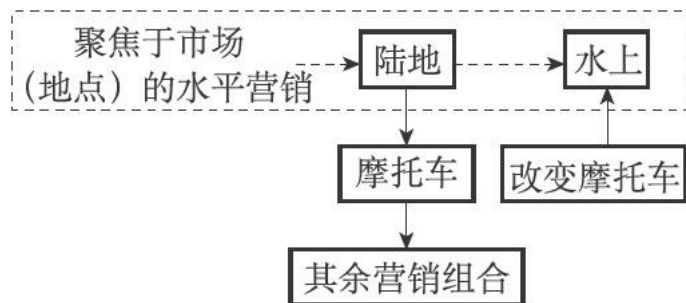 聚焦于市场
（地点）的水平营销
陆地
水上
摩托车
改变摩托车
其余营销组合